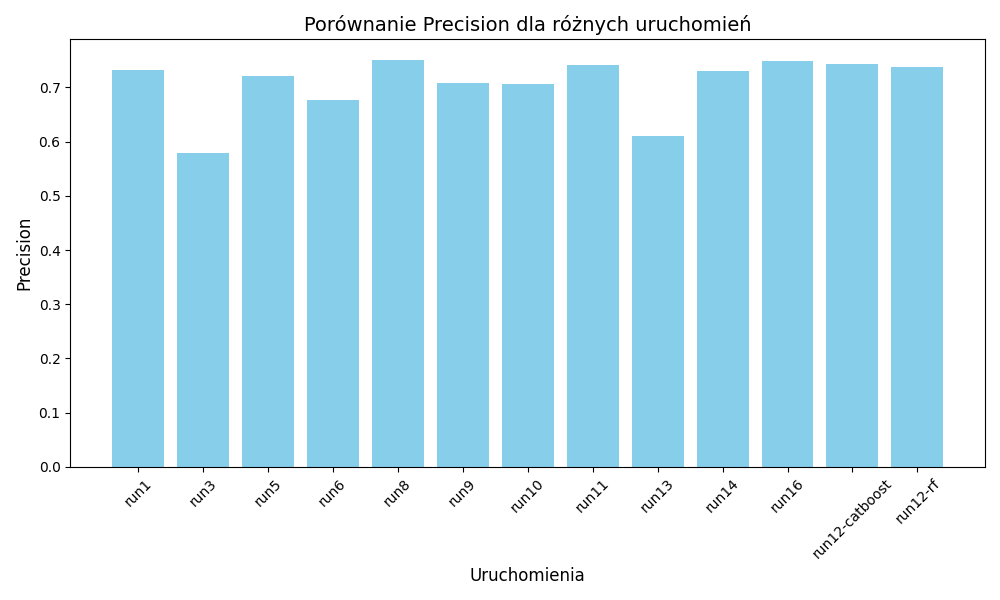 Porównanie Precision dla różnych uruchomień
Precision
0.7
0.6
0.5
0.4
0.3
0.2
0.1
0.0
run1
run3
run5
run6
run8
run9
run10
run11
run13
run14
run16
run12-catboost
run12-rf
Uruchomienia